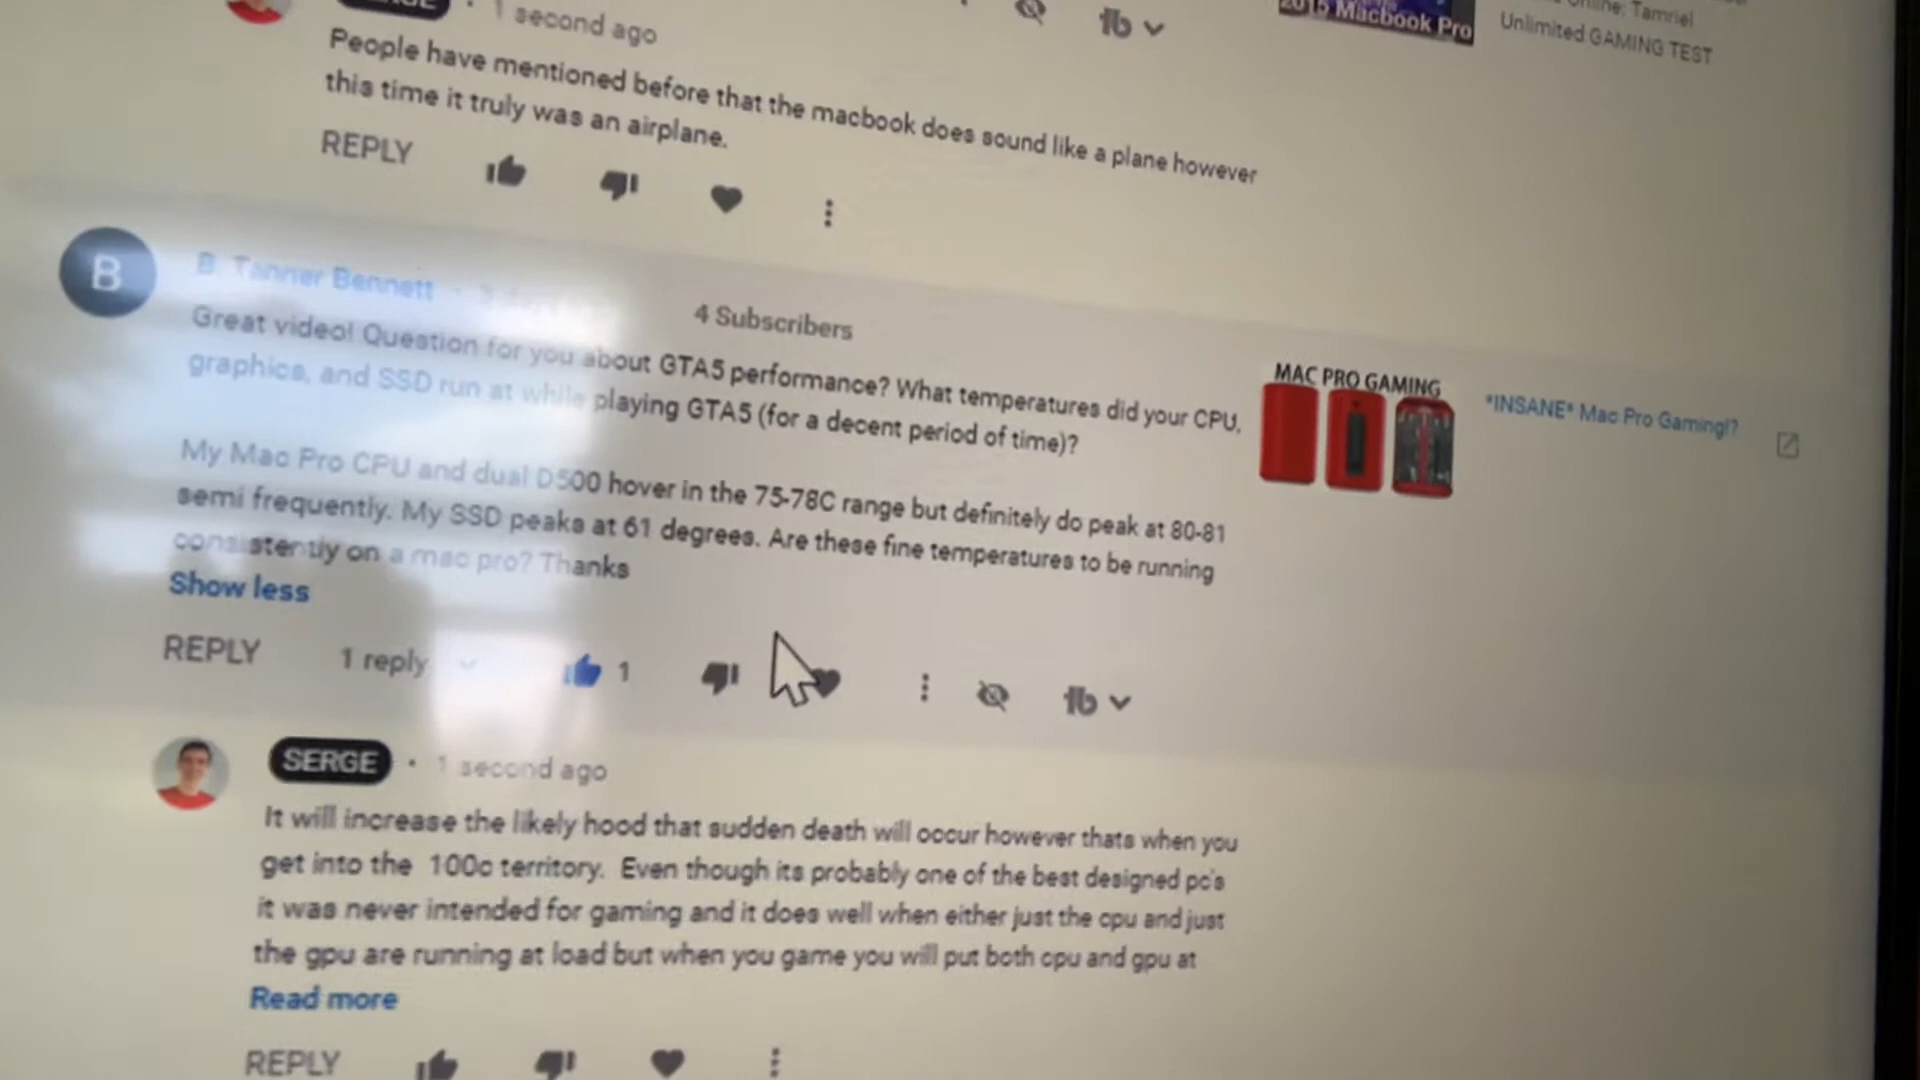 1 second ago
2015 Macbook Pro
Online: Tamriel
Unlimited GAMING TEST
People have mentioned before that the macbook does sound like a plane however
this time it truly was an airplane.
REPLY
B
B. Tanner Bennett
4 Subscribers
Great video! Question for you about GTA5 performance? What temperatures did your CPU,
graphics, and SSD run at while playing GTA5 (for a decent period of time)?
My Mac Pro CPU and dual D500 hover in the 75-78C range but definitely do peak at 80-81
semi frequently. My SSD peaks at 61 degrees. Are these fine temperatures to be running
consistently on a mac pro? Thanks
Show less
MAC PRO GAMING
*INSANE* Mac Pro Gaming!?
REPLY
1 reply
1
SERGE
• 1 second ago
It will increase the likely hood that sudden death will occur however thats when you
get into the 100c territory. Even though its probably one of the best designed pc's
it was never intended for gaming and it does well when either just the cpu and just
the gpu are running at load but when you game you will put both cpu and gpu at
Read more
REPLY